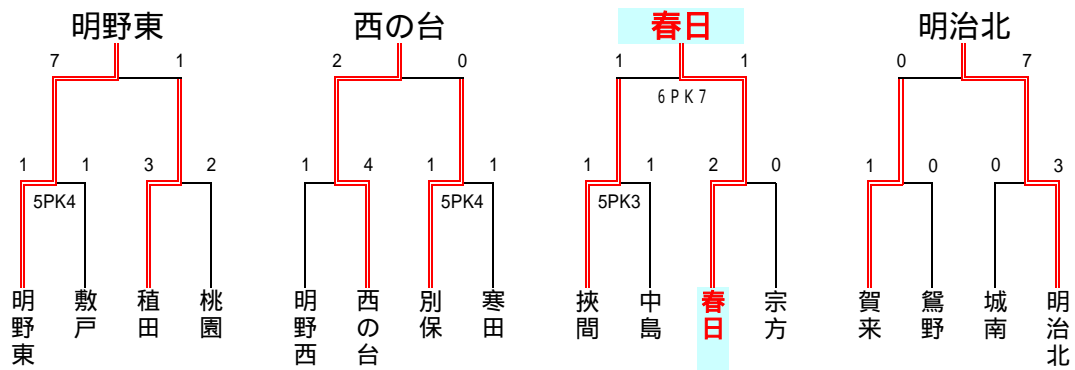 明野東 西の台 春日 明治北
7 1 2 0 1 1 0 7
6PK7
1 1 3 2 1 4 1 1 1 1 2 0 1 0 0 3
5PK4 5PK4 5PK3
明野東 敷戸 稙田 桃園 明野西 西の台 別保 寒田 挾間 中島 春日 宗方 賀来 鴛野 城南 明治北